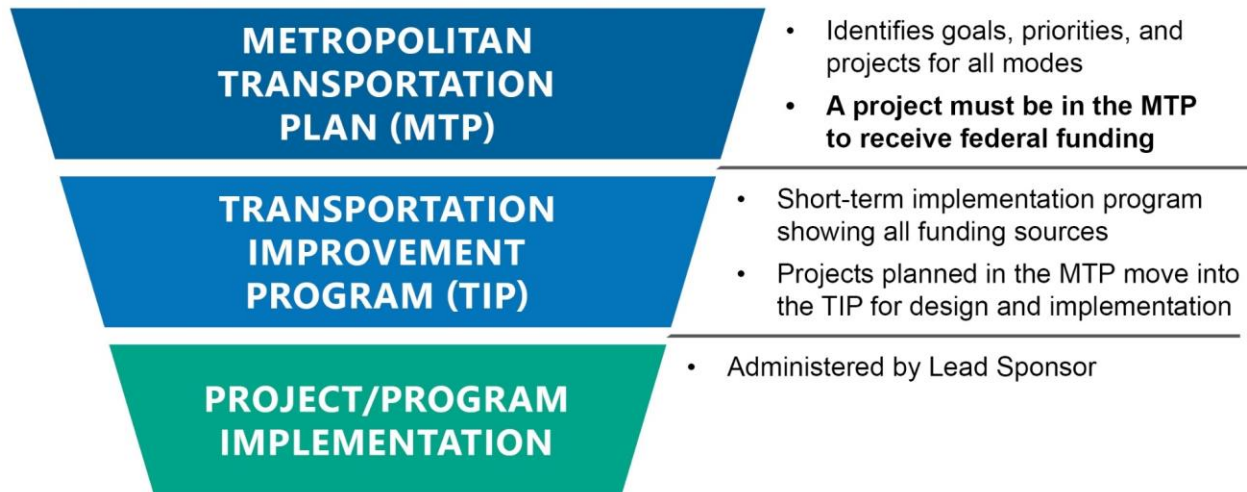 METROPOLITAN
TRANSPORTATION
PLAN (MTP)
• Identifies goals, priorities, and
projects for all modes
• A project must be in the MTP
to receive federal funding
TRANSPORTATION
IMPROVEMENT
PROGRAM (TIP)
• Short-term implementation program
showing all funding sources
• Projects planned in the MTP move into
the TIP for design and implementation
PROJECT/PROGRAM
IMPLEMENTATION
• Administered by Lead Sponsor